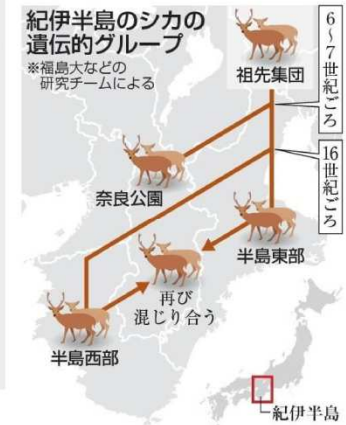 紀伊半島のシカの
遺伝的グループ
※福島大などの
研究チームによる
祖先集団
6〜7世紀ごろ
16世紀ごろ
奈良公園
半島東部
再び
混じり合う
半島西部
紀伊半島